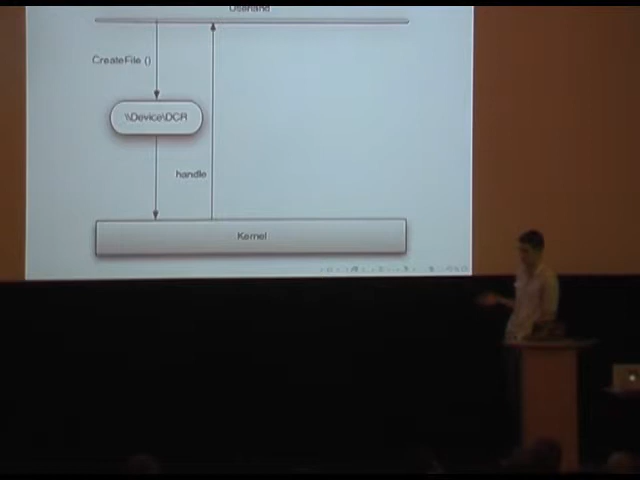 Userland
CreateFile ()
\\Device\DCR
handle
Kernel